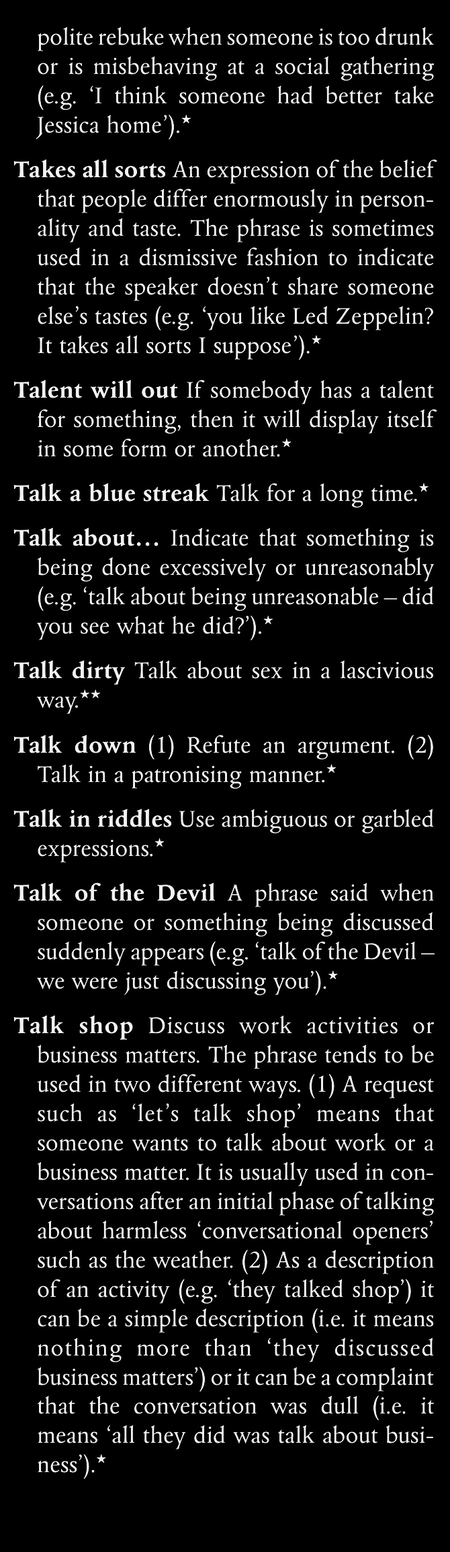 polite rebuke when someone is too drunk
or is misbehaving at a social gathering
(e.g. ‘I think someone had better take
Jessica home’).★
Takes all sorts An expression of the belief
that people differ enormously in person-
ality and taste. The phrase is sometimes
used in a dismissive fashion to indicate
that the speaker doesn’t share someone
else’s tastes (e.g. ‘you like Led Zeppelin?
It takes all sorts I suppose’).★
Talent will out If somebody has a talent
for something, then it will display itself
in some form or another.★
Talk a blue streak Talk for a long time.★
Talk about… Indicate that something is
being done excessively or unreasonably
(e.g. ‘talk about being unreasonable – did
you see what he did?’).★
Talk dirty Talk about sex in a lascivious
way.★★
Talk down (1) Refute an argument. (2)
Talk in a patronising manner.★
Talk in riddles Use ambiguous or garbled
expressions.★
Talk of the Devil A phrase said when
someone or something being discussed
suddenly appears (e.g. ‘talk of the Devil –
we were just discussing you’).★
Talk shop Discuss work activities or
business matters. The phrase tends to be
used in two different ways. (1) A request
such as ‘let’s talk shop’ means that
someone wants to talk about work or a
business matter. It is usually used in con-
versations after an initial phase of talking
about harmless ‘conversational openers’
such as the weather. (2) As a description
of an activity (e.g. ‘they talked shop’) it
can be a simple description (i.e. it means
nothing more than ‘they discussed
business matters’) or it can be a complaint
that the conversation was dull (i.e. it
means ‘all they did was talk about busi-
ness’).★